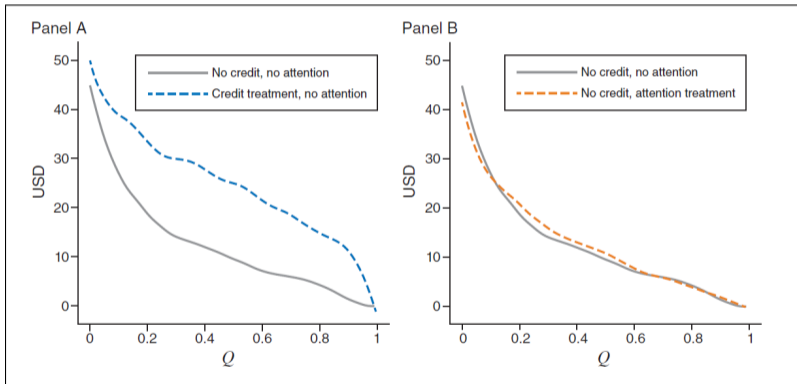 Panel A
50
40
30
20
10
0
USD
No credit, no attention
Credit treatment, no attention
0 0.2 0.4 0.6 0.8 1
Q
Panel B
50
40
30
20
10
0
USD
No credit, no attention
No credit, attention treatment
0 0.2 0.4 0.6 0.8 1
Q